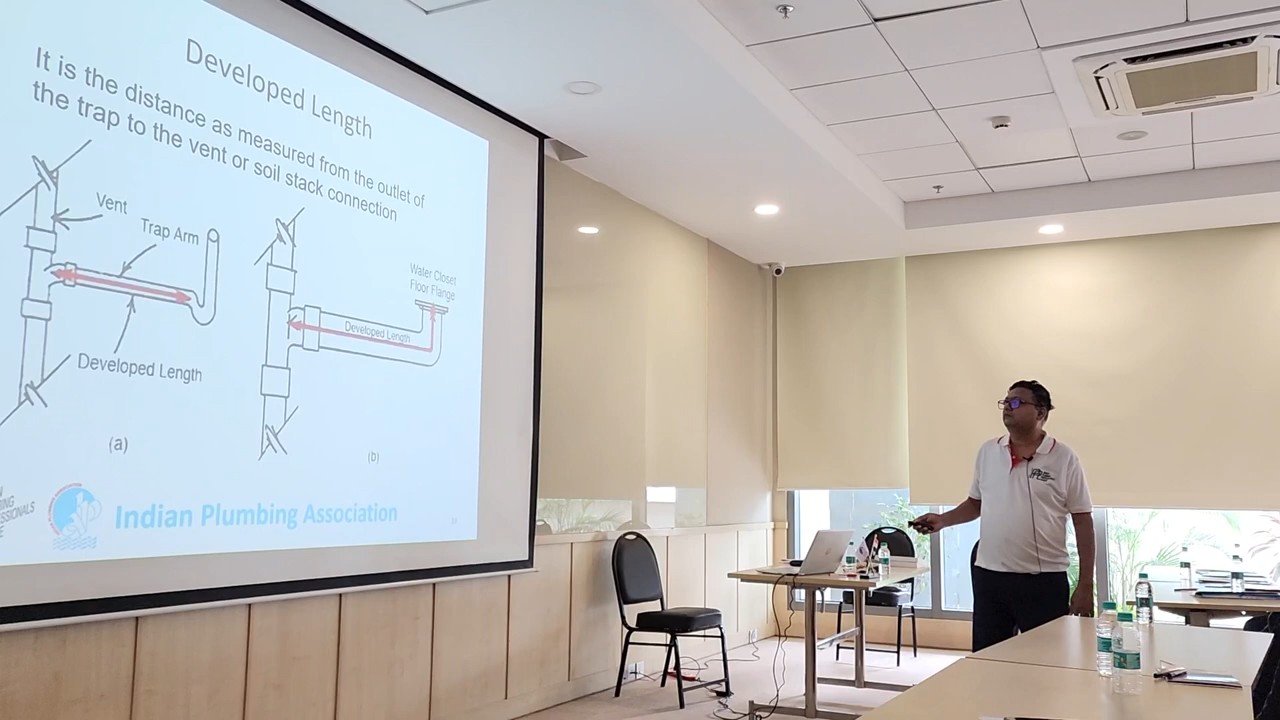 Developed Length
It is the distance as measured from the outlet of
the trap to the vent or soil stack connection
Vent
Trap Arm
Developed Length
(a)
Water Closet
Floor Flange
Developed Length
(b)
Indian Plumbing Association